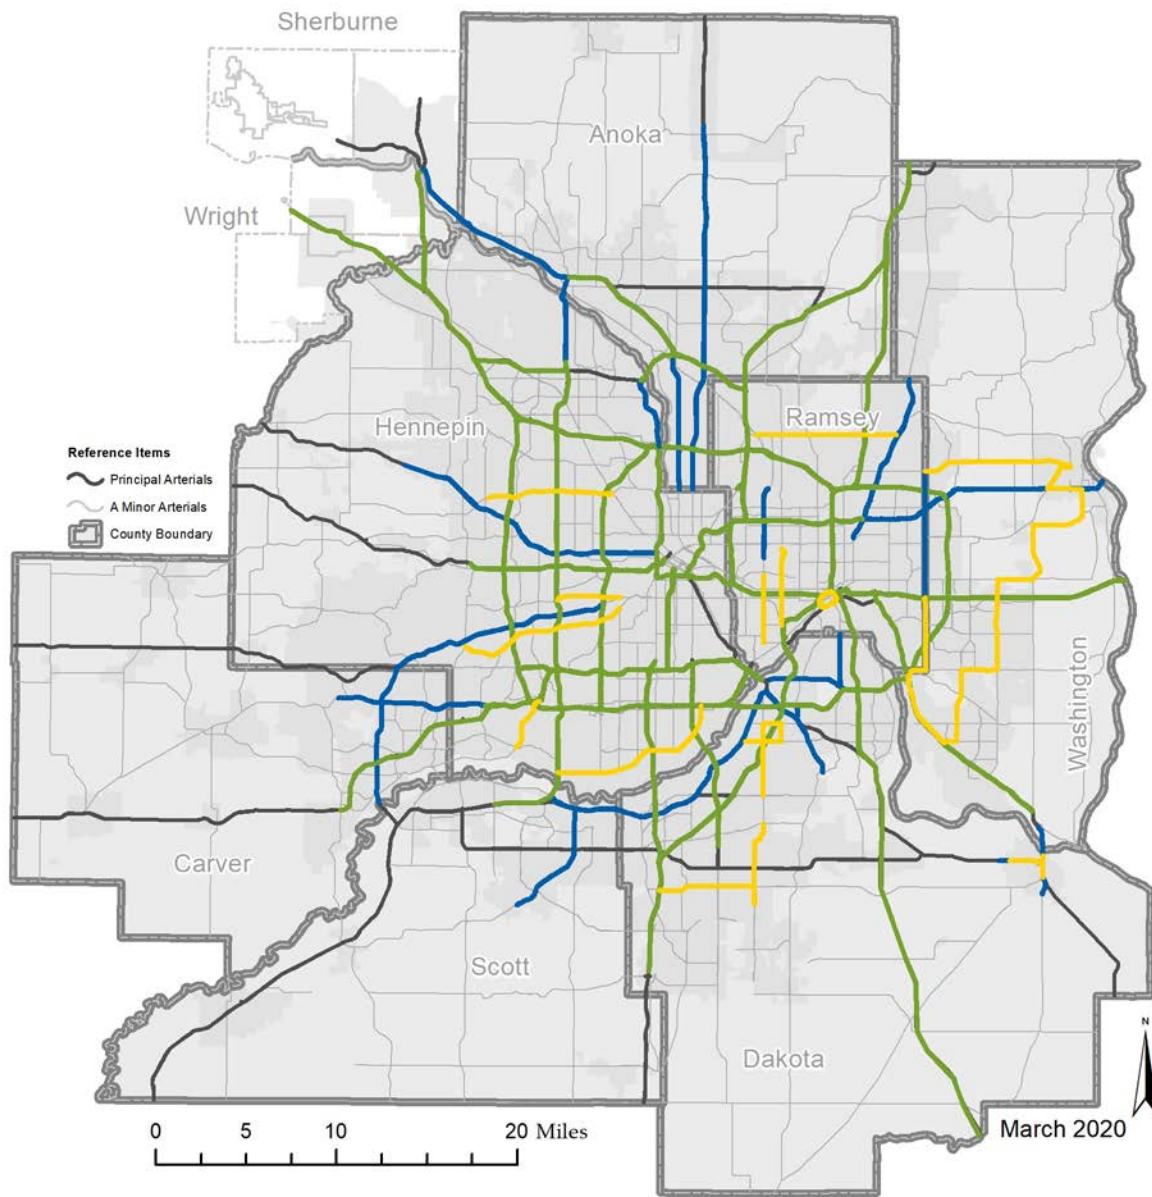 Sherburne
Anoka
Wright
Ramsey
Hennepin
Reference Items
Principal Arterials
A Minor Arterials
County Boundary
Washington
Carver
Scott
Dakota
N
March 2020
0 5 10 20 Miles